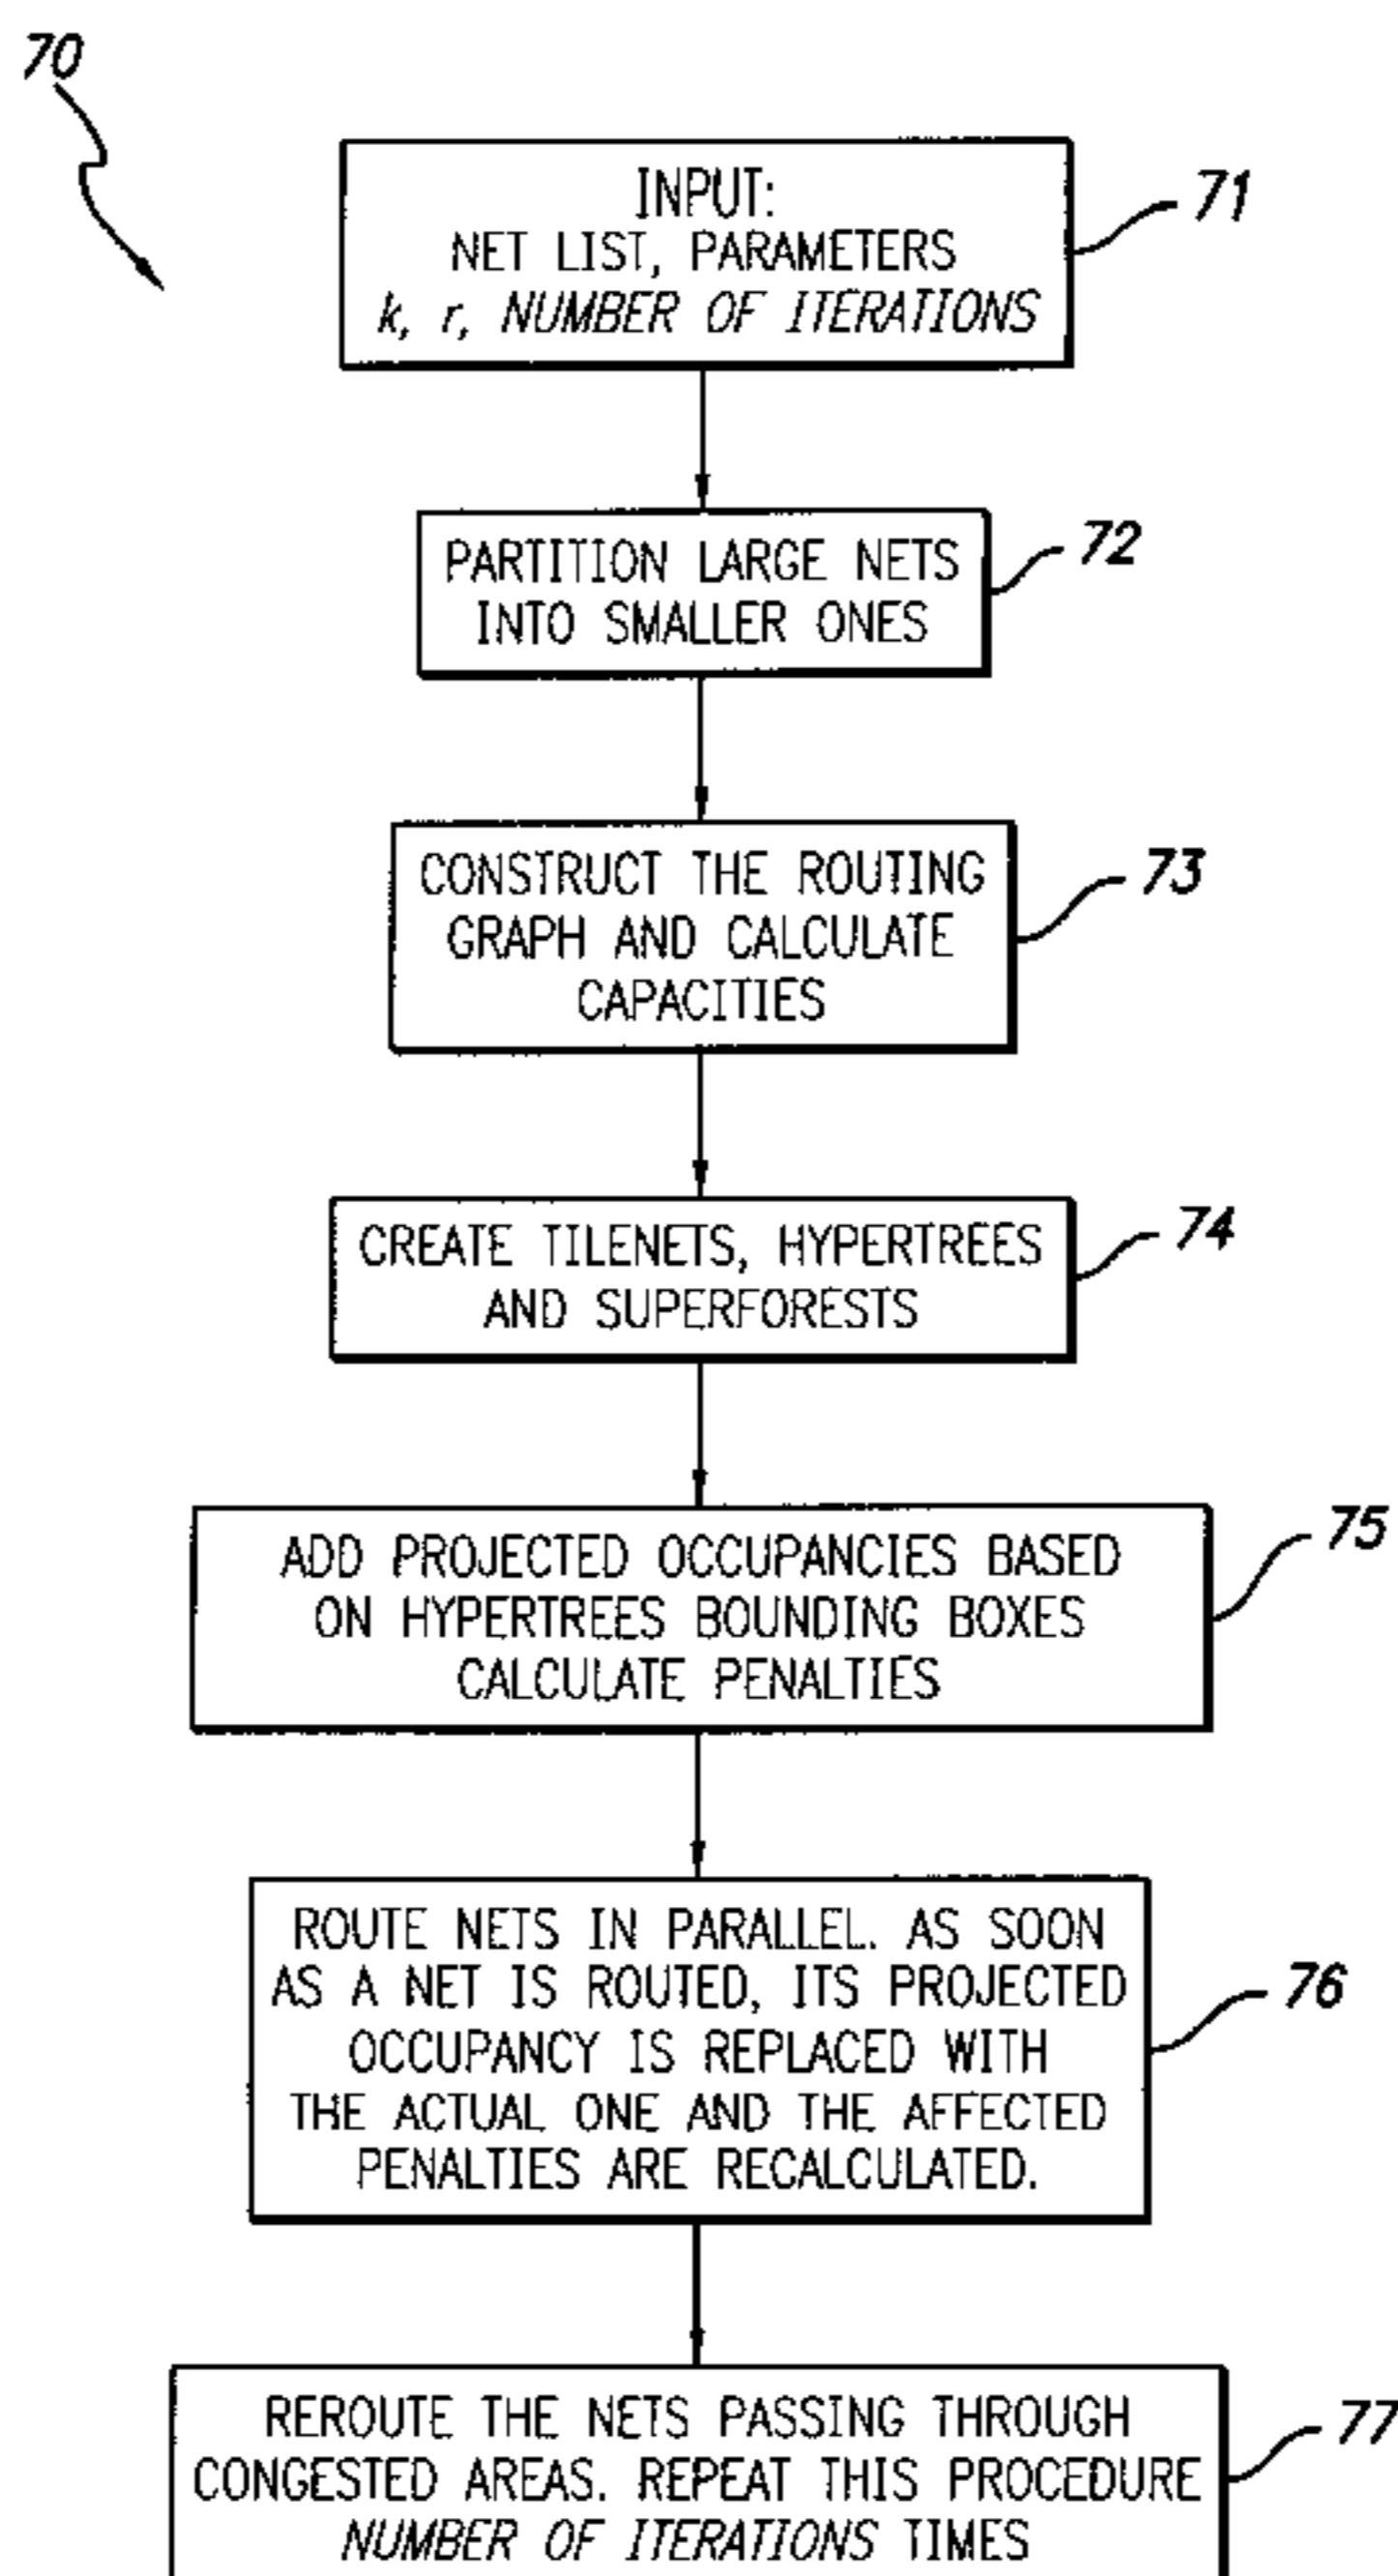 70
INPUT:
NET LIST, PARAMETERS
k, r, NUMBER OF ITERATIONS
71
PARTITION LARGE NETS
INTO SMALLER ONES
72
CONSTRUCT THE ROUTING
GRAPH AND CALCULATE
CAPACITIES
73
CREATE TILENETS, HYPERTREES
AND SUPERFORESTS
74
ADD PROJECTED OCCUPANCIES BASED
ON HYPERTREES BOUNDING BOXES
CALCULATE PENALTIES
75
ROUTE NETS IN PARALLEL. AS SOON
AS A NET IS ROUTED, ITS PROJECTED
OCCUPANCY IS REPLACED WITH
THE ACTUAL ONE AND THE AFFECTED
PENALTIES ARE RECALCULATED.
76
REROUTE THE NETS PASSING THROUGH
CONGESTED AREAS. REPEAT THIS PROCEDURE
NUMBER OF ITERATIONS TIMES
77